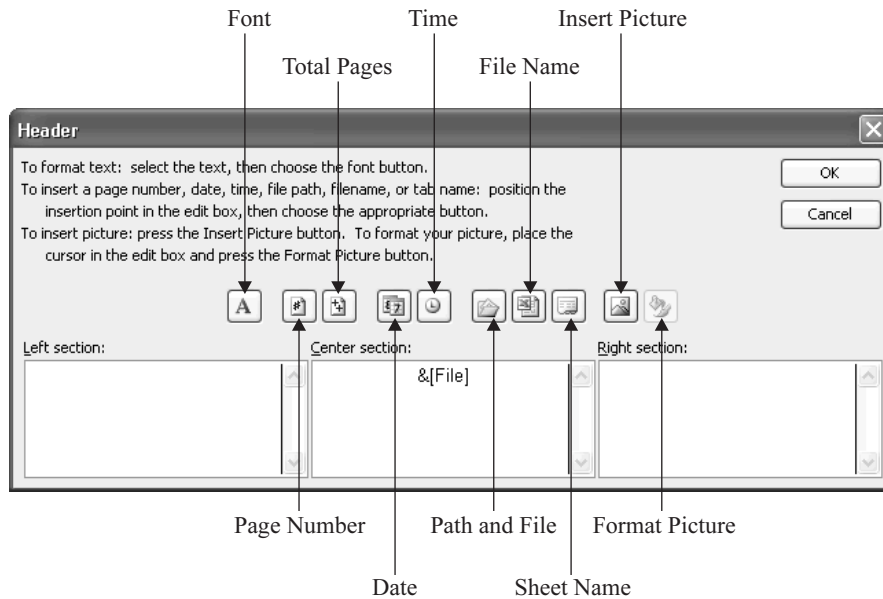 Font Time Insert Picture
Total Pages File Name
Header
To format text: select the text, then choose the font button.
To insert a page number, date, time, file path, filename, or tab name: position the
insertion point in the edit box, then choose the appropriate button.
To insert picture: press the Insert Picture button. To format your picture, place the
cursor in the edit box and press the Format Picture button.
OK
Cancel
A
Left section: Center section: Right section:
&[File]
Page Number Path and File Format Picture
Date Sheet Name